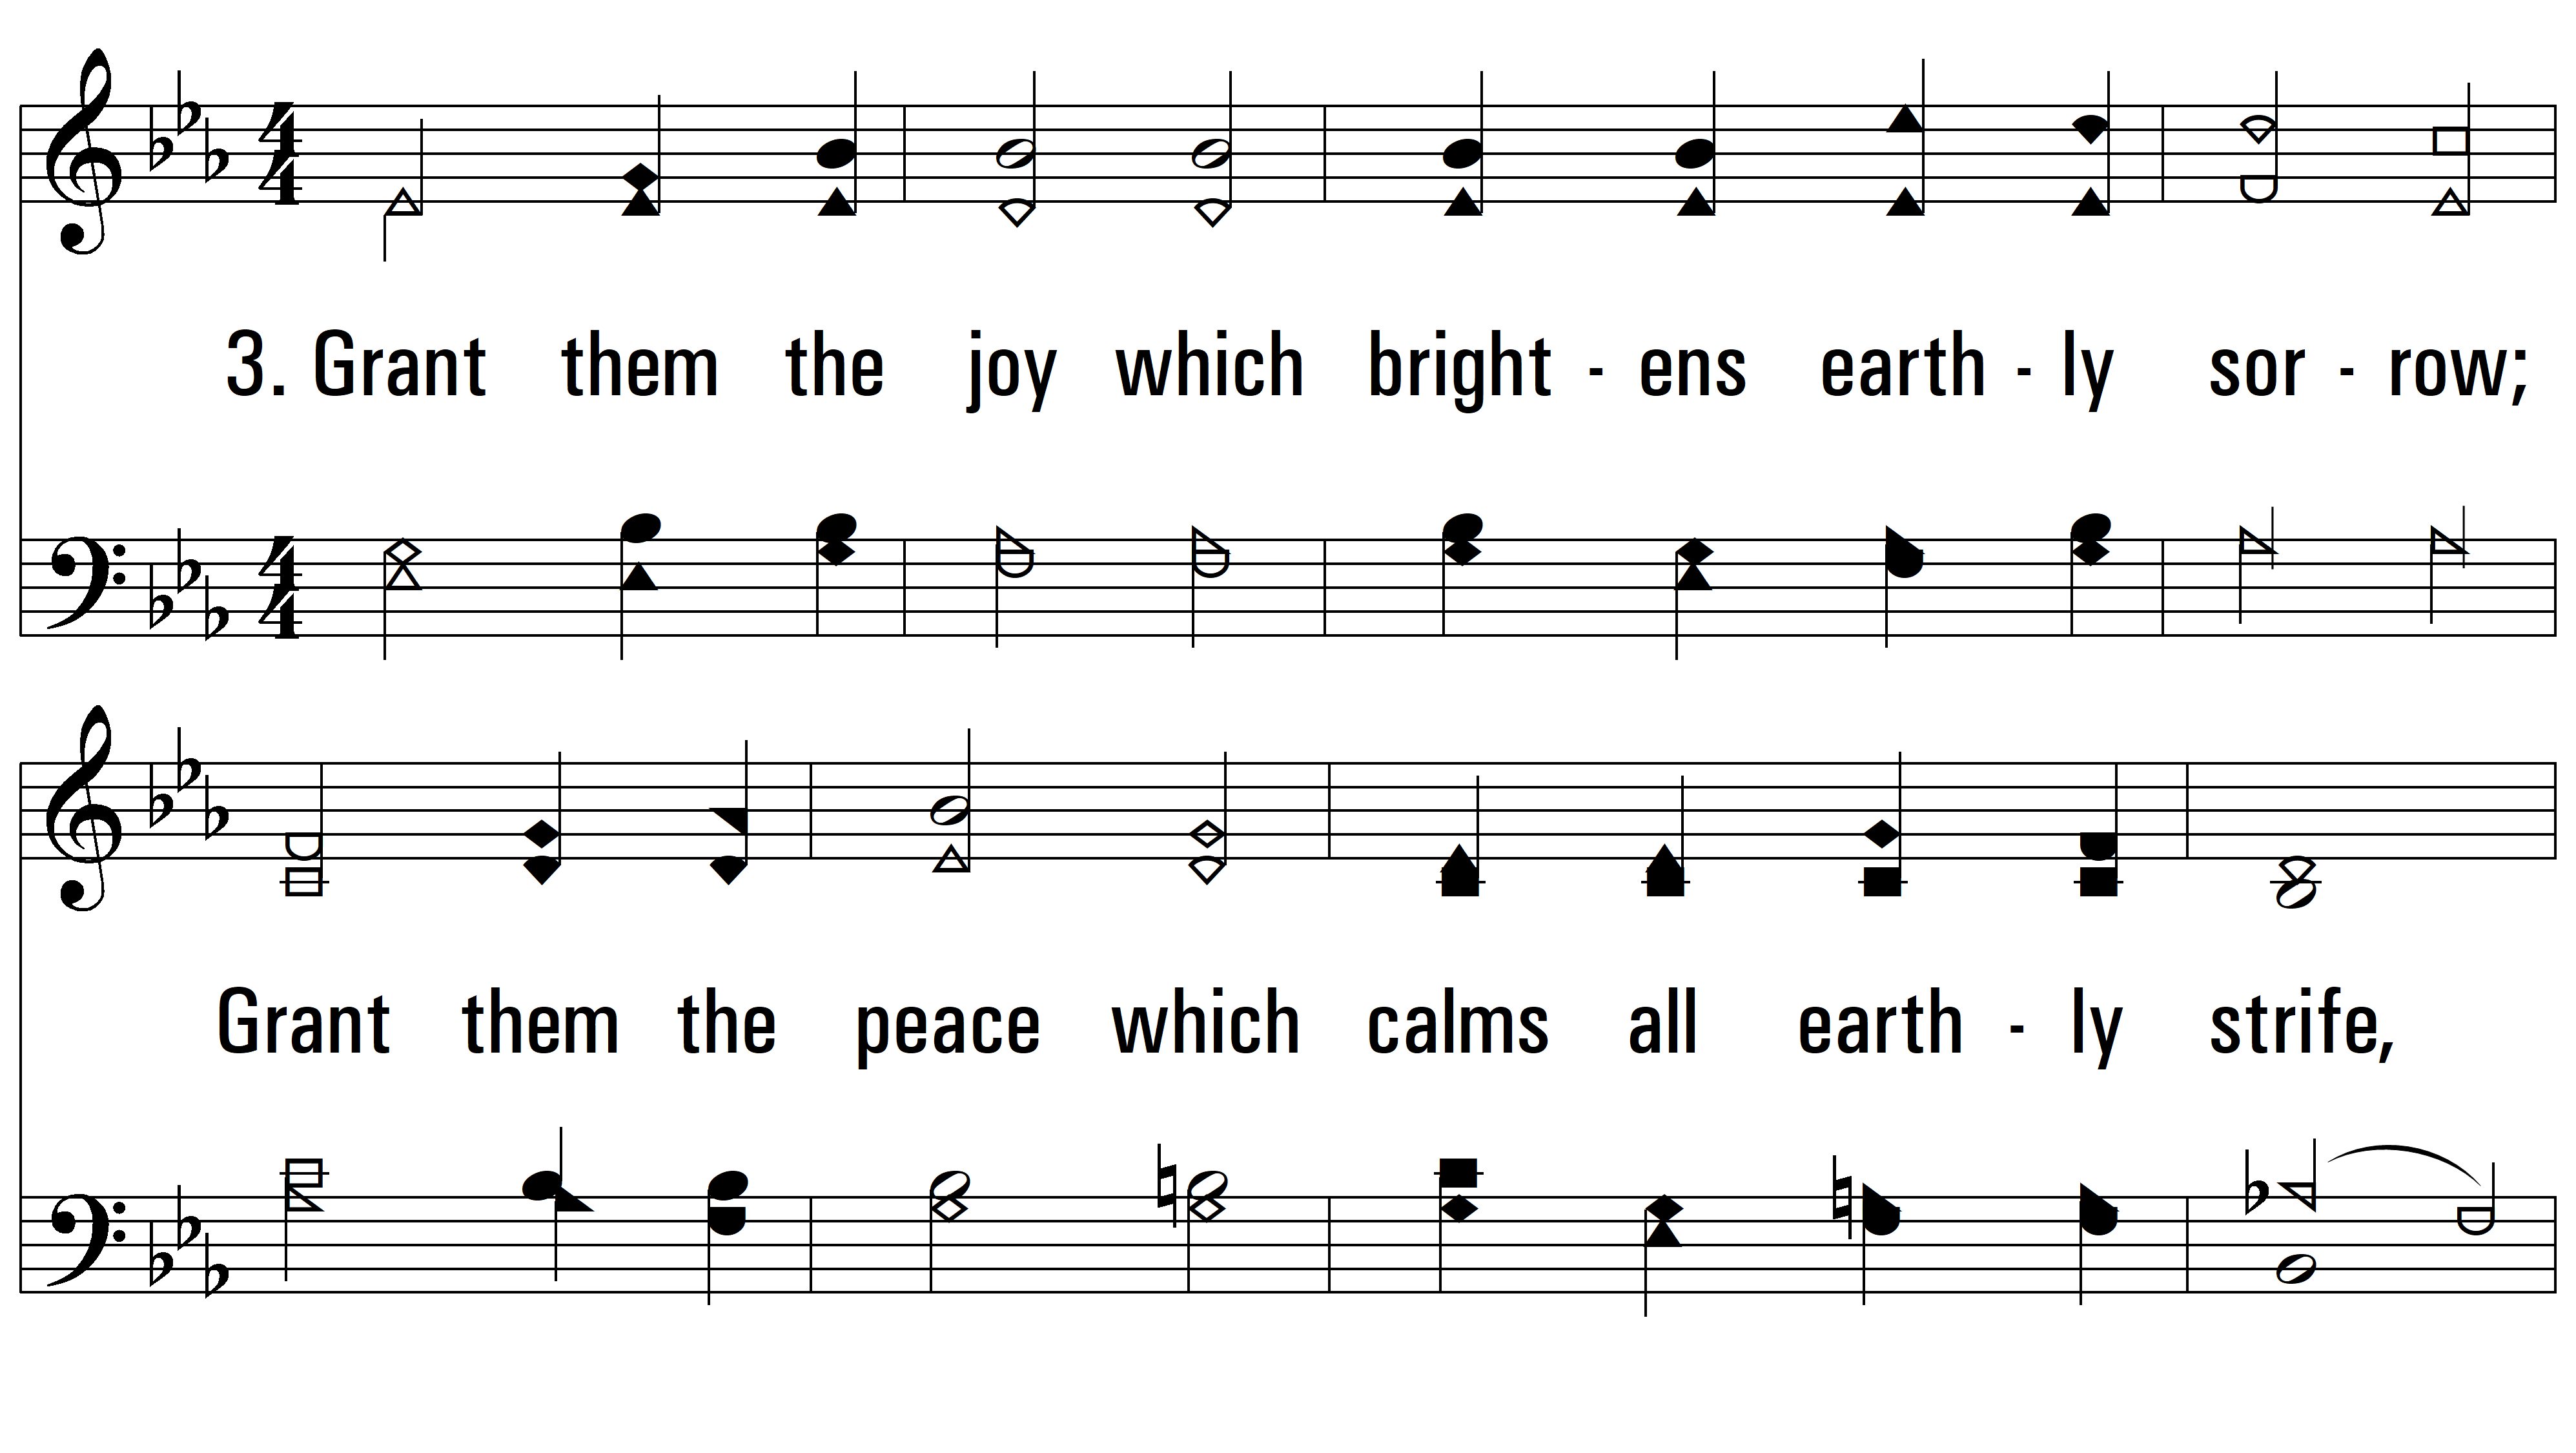 3. Grant them the joy which bright - ens earth - ly sor - row;
Grant them the peace which calms all earth - ly strife,